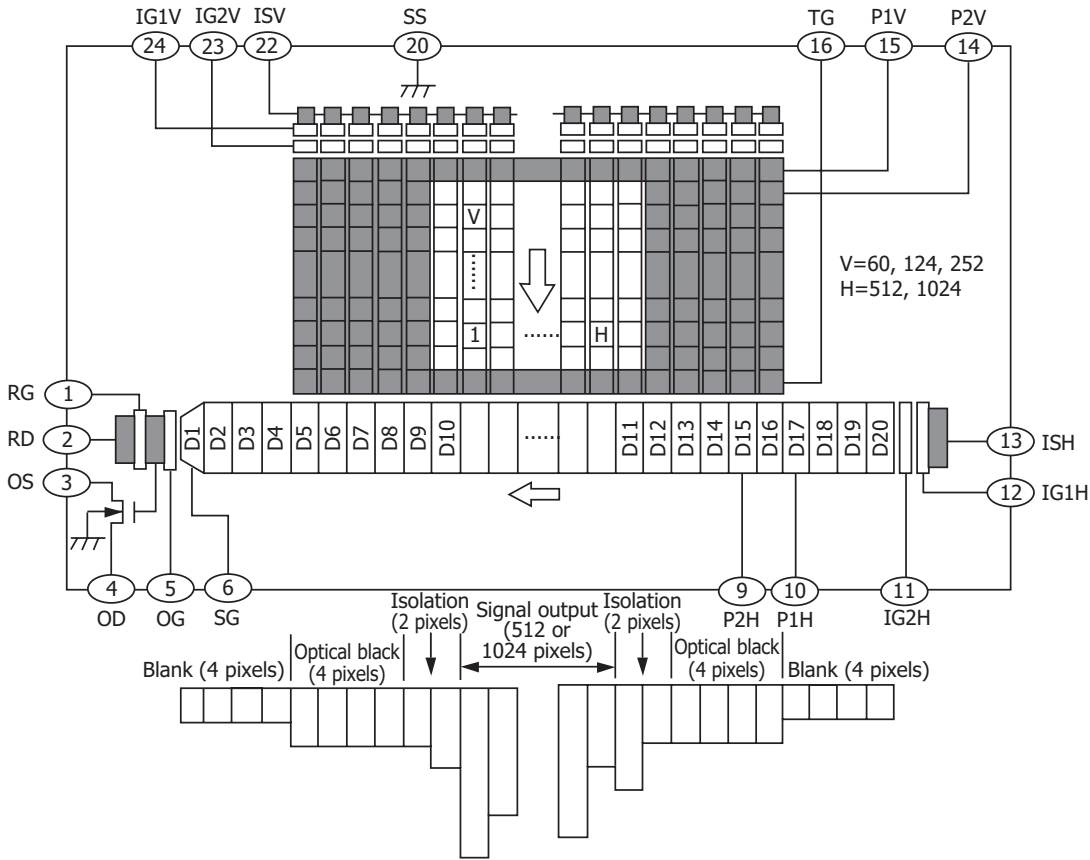 IG1V IG2V ISV SS TG P1V P2V
24 23 22 20 16 15 14
V
V=60, 124, 252
H=512, 1024
1 ...... H
RG 1
RD 2
OS 3
D1 D2 D3 D4 D5 D6 D7 D8 D9 D10 ...... D11 D12 D13 D14 D15 D16 D17 D18 D19 D20
13 ISH
12 IG1H
4 5 6 9 10 11
OD OG SG P2H P1H IG2H
Isolation
(2 pixels)
Signal output
(512 or
1024 pixels)
Isolation
(2 pixels)
Blank (4 pixels)
Optical black
(4 pixels)
Optical black
(4 pixels)
Blank (4 pixels)